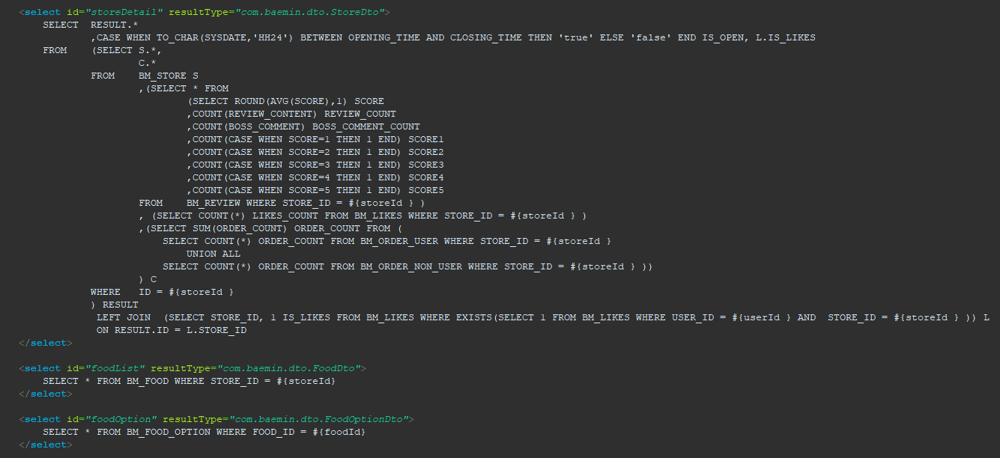 <select id="storeDetail" resultType="com.baemin.dto.StoreDto">
SELECT RESULT.*
,CASE WHEN TO_CHAR(SYSDATE,'HH24') BETWEEN OPENING_TIME AND CLOSING_TIME THEN 'true' ELSE 'false' END IS_OPEN, L.IS_LIKES
FROM (SELECT S.*,
C.*
FROM BM_STORE S
,(SELECT * FROM
(SELECT ROUND(AVG(SCORE),1) SCORE
,COUNT(REVIEW_CONTENT) REVIEW_COUNT
,COUNT(BOSS_COMMENT) BOSS_COMMENT_COUNT
,COUNT(CASE WHEN SCORE=1 THEN 1 END) SCORE1
,COUNT(CASE WHEN SCORE=2 THEN 1 END) SCORE2
,COUNT(CASE WHEN SCORE=3 THEN 1 END) SCORE3
,COUNT(CASE WHEN SCORE=4 THEN 1 END) SCORE4
,COUNT(CASE WHEN SCORE=5 THEN 1 END) SCORE5
FROM BM_REVIEW WHERE STORE_ID = #{storeId } )
, (SELECT COUNT(*) LIKES_COUNT FROM BM_LIKES WHERE STORE_ID = #{storeId } )
,(SELECT SUM(ORDER_COUNT) ORDER_COUNT FROM (
SELECT COUNT(*) ORDER_COUNT FROM BM_ORDER_USER WHERE STORE_ID = #{storeId }
UNION ALL
SELECT COUNT(*) ORDER_COUNT FROM BM_ORDER_NON_USER WHERE STORE_ID = #{storeId } ))
) C
WHERE ID = #{storeId }
) RESULT
LEFT JOIN (SELECT STORE_ID, 1 IS_LIKES FROM BM_LIKES WHERE EXISTS(SELECT 1 FROM BM_LIKES WHERE USER_ID = #{userId } AND STORE_ID = #{storeId } )) L
ON RESULT.ID = L.STORE_ID
</select>
<select id="foodList" resultType="com.baemin.dto.FoodDto">
SELECT * FROM BM_FOOD WHERE STORE_ID = #{storeId}
</select>
<select id="foodOption" resultType="com.baemin.dto.FoodOptionDto">
SELECT * FROM BM_FOOD_OPTION WHERE FOOD_ID = #{foodId}
</select>